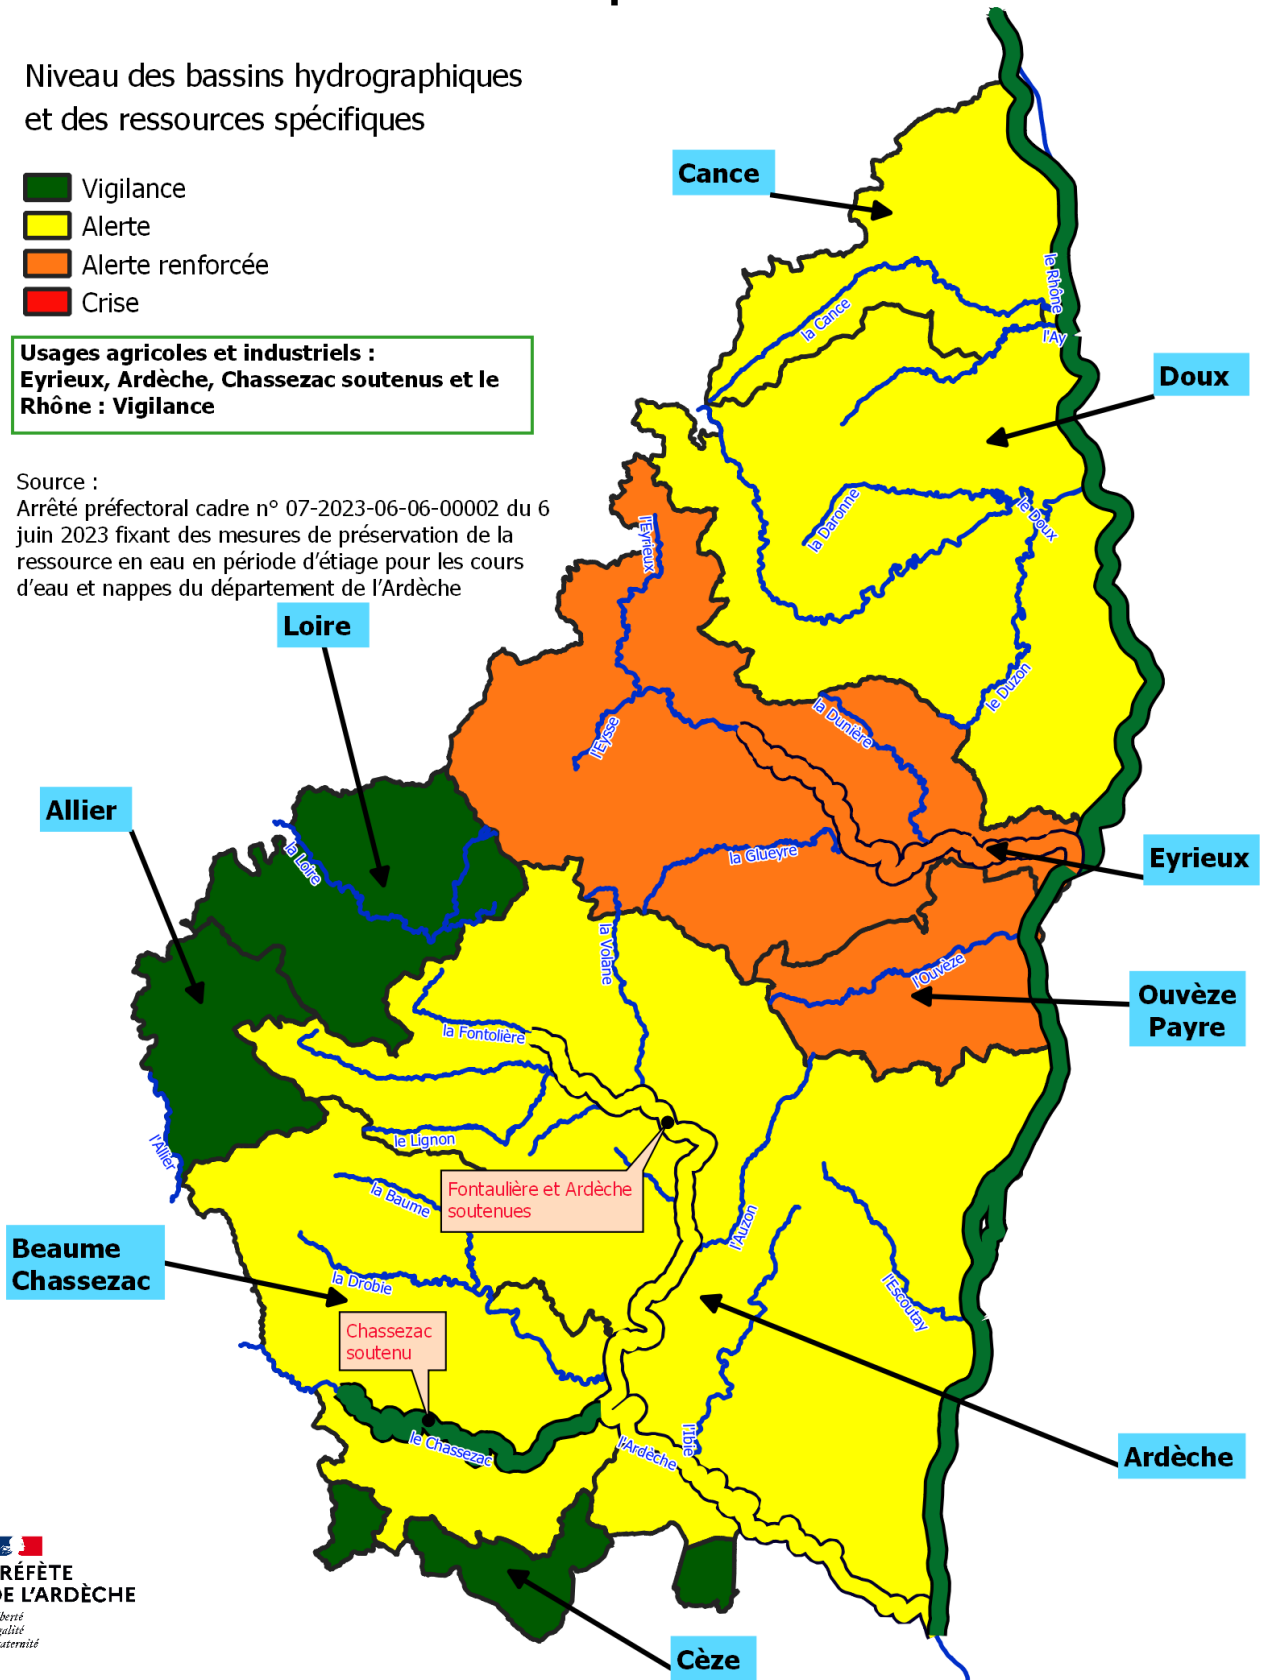 Niveau des bassins hydrographiques
et des ressources spécifiques
Vigilance
Alerte
Alerte renforcée
Crise
Usages agricoles et industriels :
Eyrieux, Ardèche, Chassezac soutenus et le
Rhône : Vigilance
Source :
Arrêté préfectoral cadre n° 07-2023-06-06-00002 du 6
juin 2023 fixant des mesures de préservation de la
ressource en eau en période d'étiage pour les cours
d'eau et nappes du département de l'Ardèche
Cance
le Rhône
la Cance
l'Ay
Doux
la Daronne
le Doux
l'Eyrieux
Loire
le Duzon
la Dunière
l'Eysse
Allier
la Loire
la Glueyre
Eyrieux
la Volane
l'Ouvèze
Ouvèze
Payre
la Fontolière
le Lignon
l'Allier
Fontaulière et Ardèche
soutenues
la Baume
l'Auzon
Beaume
Chassezac
la Drobie
l'Escoutay
Chassezac
soutenu
le Chassezac
l'Ardèche
l'Ibie
Ardèche
Cèze
RÉFÈTE
DE L'ARDÈCHE
berté
galité
aternité